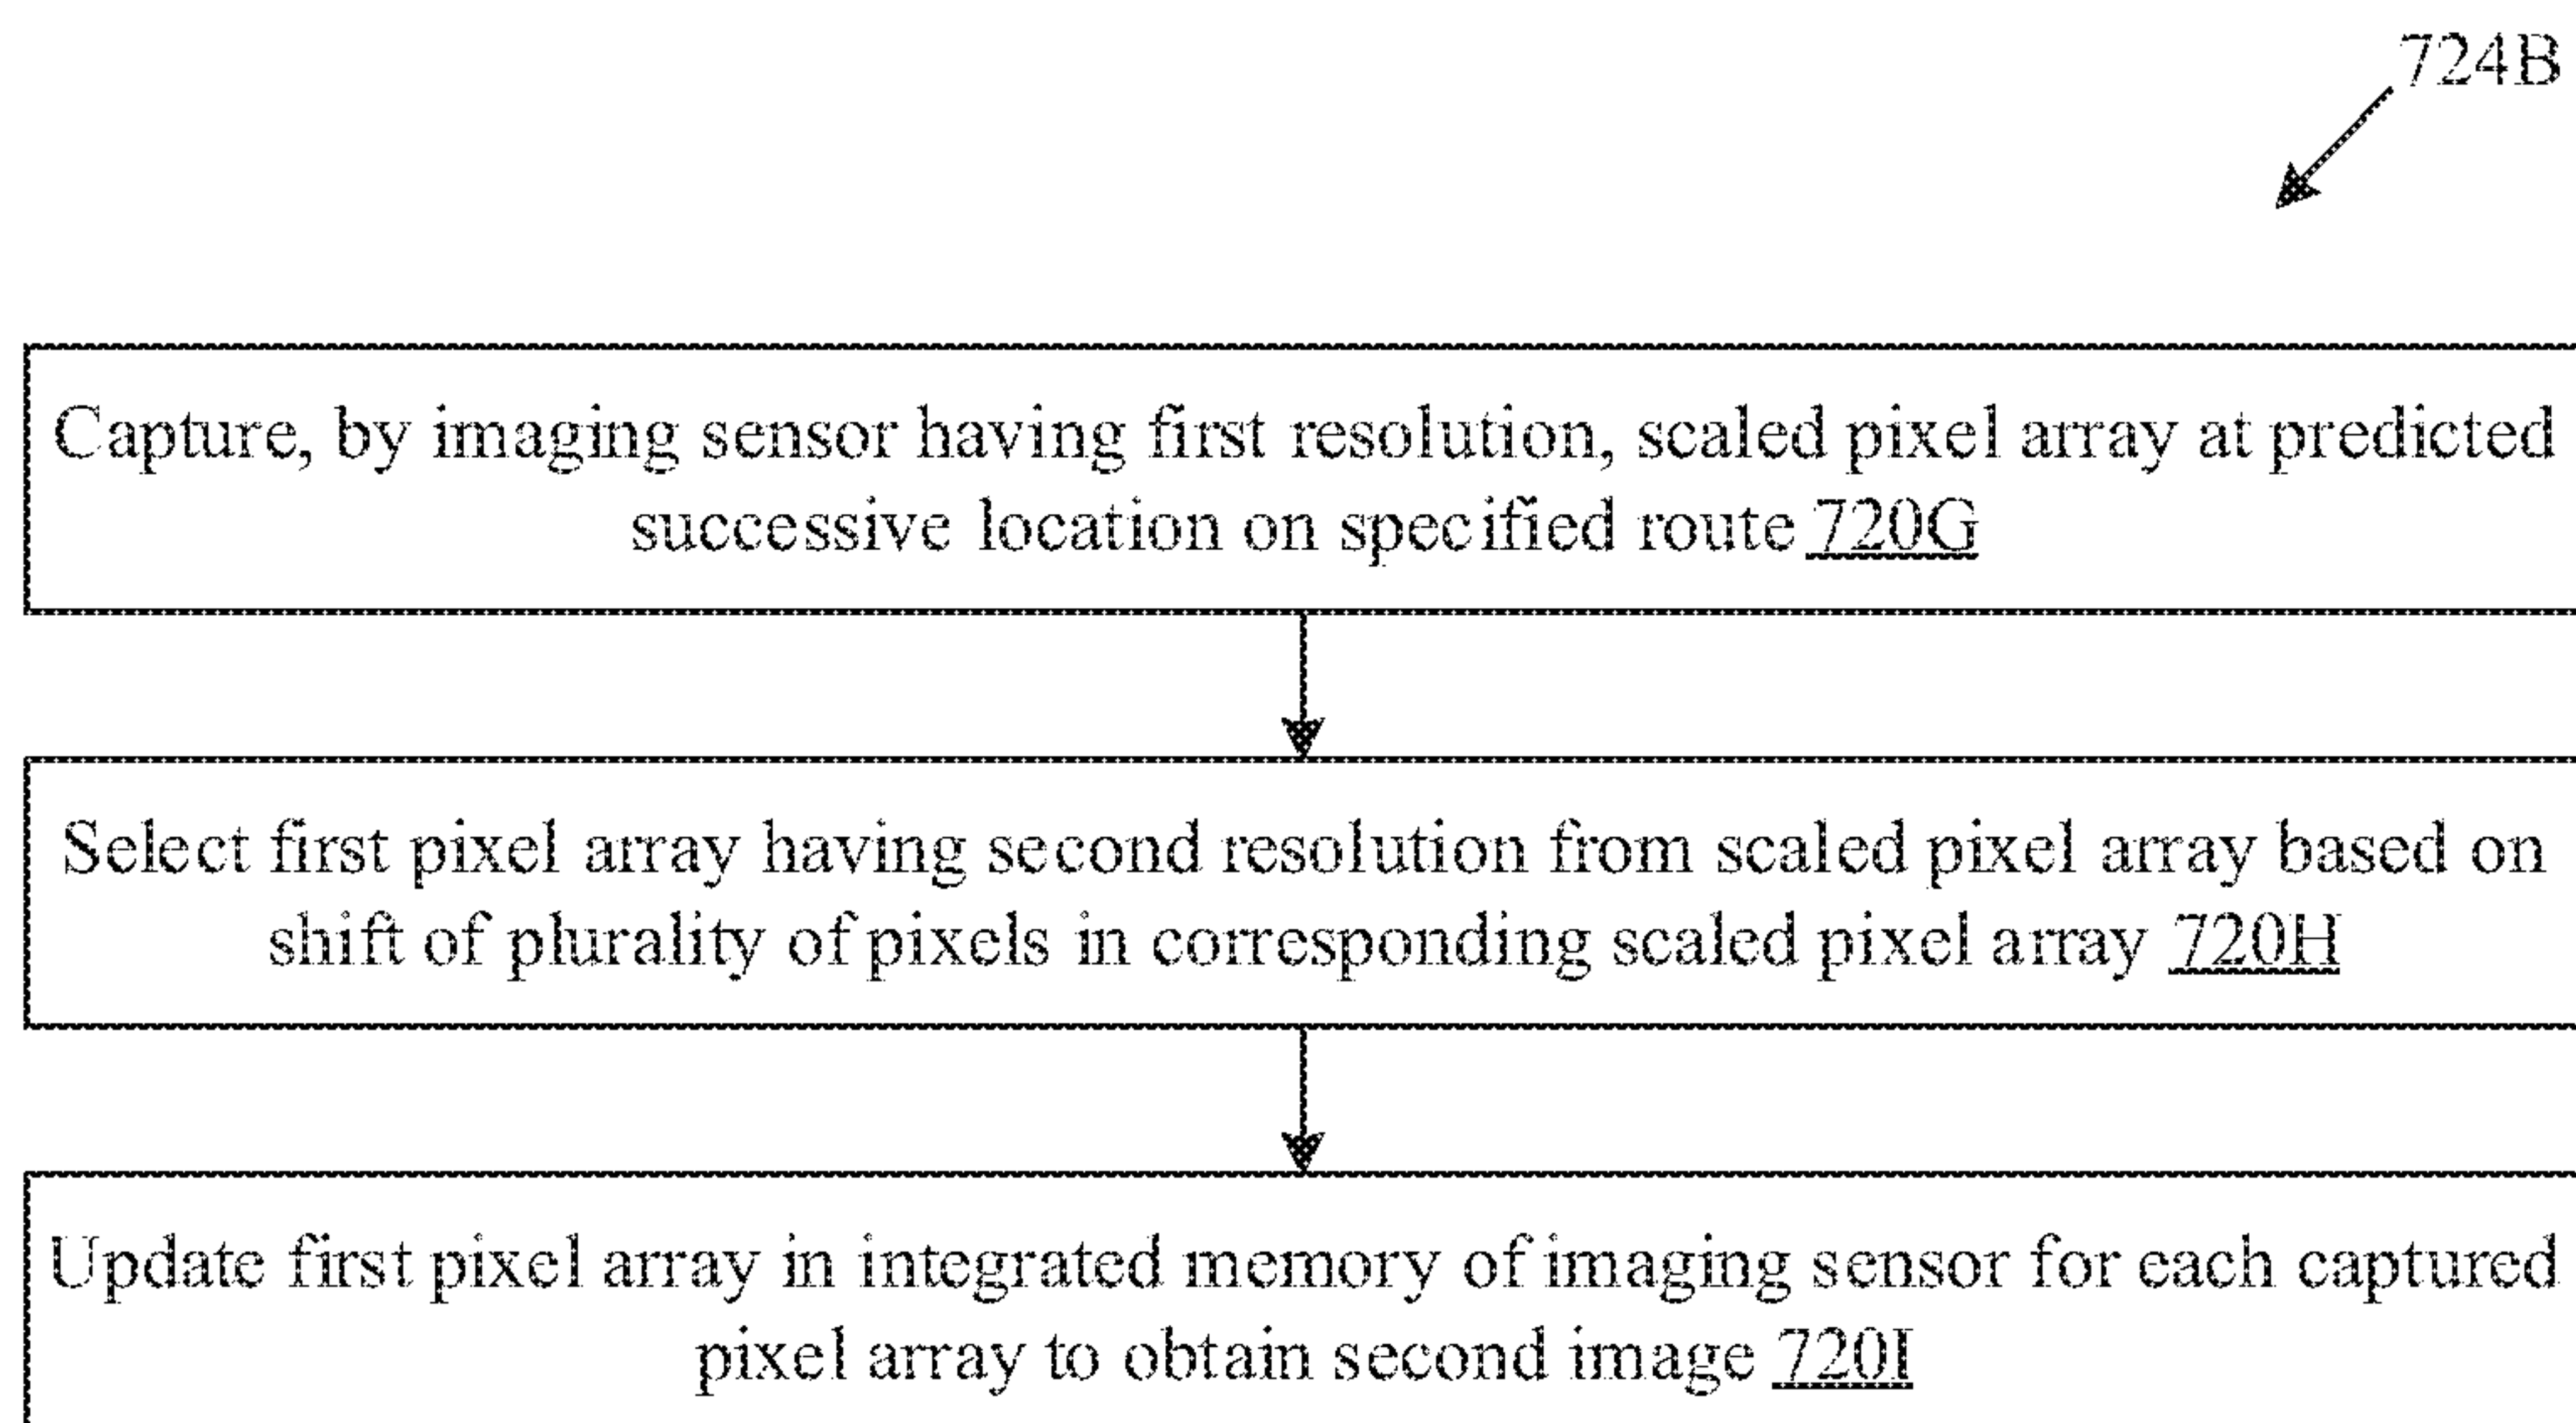 724B
Capture, by imaging sensor having first resolution, scaled pixel array at predicted
successive location on specified route 720G
Select first pixel array having second resolution from scaled pixel array based on
shift of plurality of pixels in corresponding scaled pixel array 720H
Update first pixel array in integrated memory of imaging sensor for each captured
pixel array to obtain second image 720I